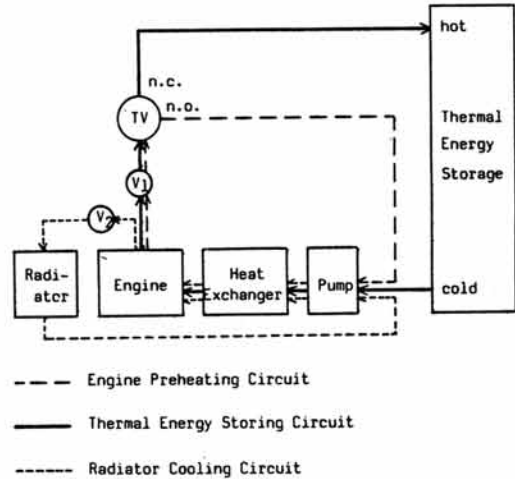 hot
n.c.
n.o.
TV
Thermal
Energy
Storage
V1
V2
Radi-
ator
Engine
Heat
xchanger
Pump
cold
Engine Preheating Circuit
Thermal Energy Storing Circuit
Radiator Cooling Circuit